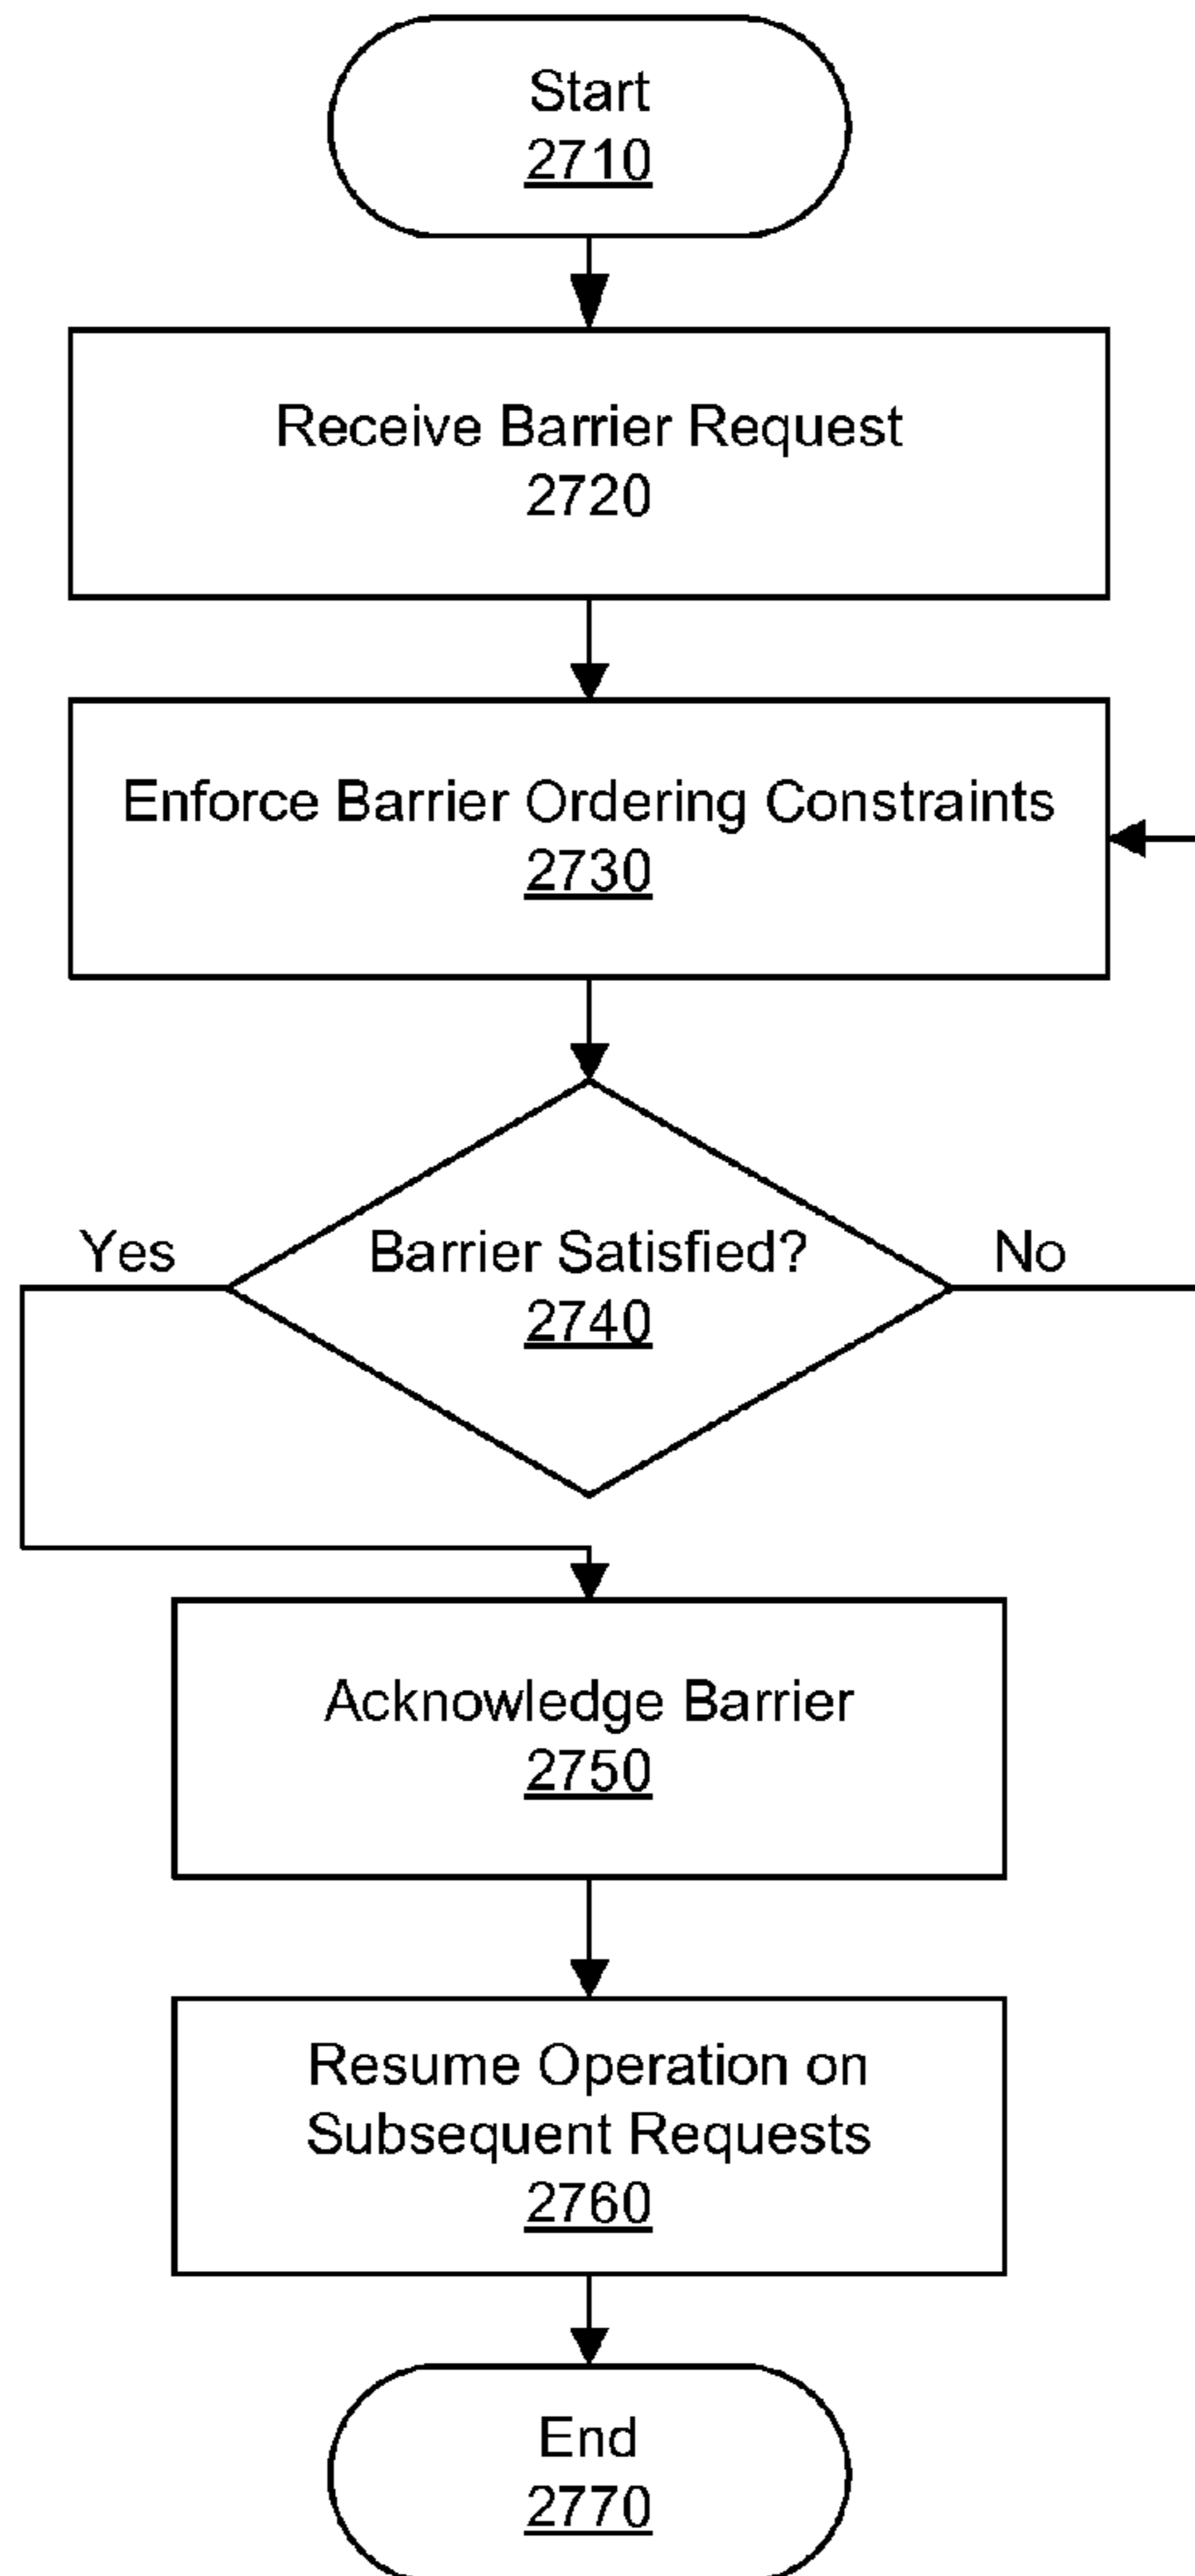 Start
2710
Receive Barrier Request
2720
Enforce Barrier Ordering Constraints
2730
Barrier Satisfied?
2740
Yes
No
Acknowledge Barrier
2750
Resume Operation on
Subsequent Requests
2760
End
2770